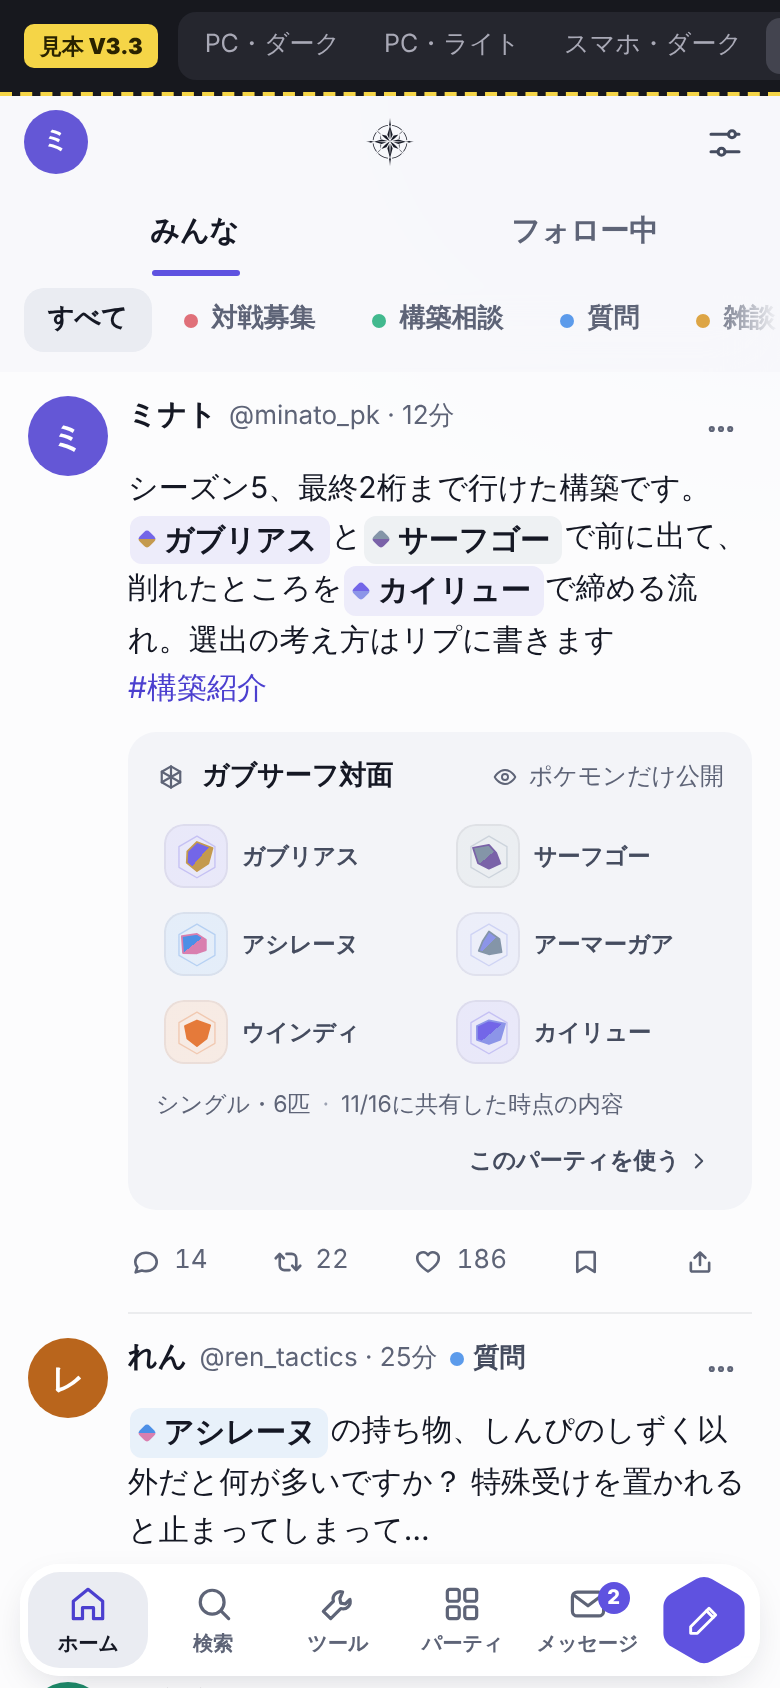 見本 V3.3 PC・ダーク PC・ライト スマホ・ダーク
ミ
みんな フォロー中
すべて 対戦募集 構築相談 質問 雑談
ミ
ミナト @minato_pk · 12分
シーズン5、最終2桁まで行けた構築です。
ガブリアス と サーフゴー で前に出て、
削れたところを カイリュー で締める流
れ。選出の考え方はリプに書きます
#構築紹介
ガブサーフ対面 ポケモンだけ公開
ガブリアス サーフゴー
アシレーヌ アーマーガア
ウインディ カイリュー
シングル・6匹 · 11/16に共有した時点の内容
このパーティを使う
14 22 186
レ
れん @ren_tactics · 25分 質問
アシレーヌ の持ち物、しんぴのしずく以
外だと何が多いですか？ 特殊受けを置かれる
と止まってしまって…
2
ホーム 検索 ツール パーティ メッセージ